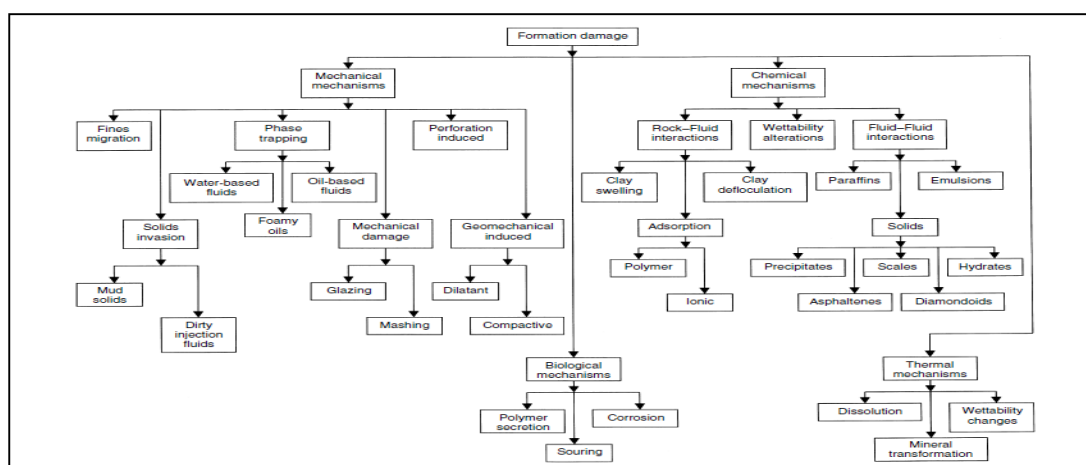 Formation damage
Mechanical
mechanisms
Chemical
mechanisms
Fines
migration
Phase
trapping
Perforation
induced
Rock–Fluid
interactions
Wettability
alterations
Fluid–Fluid
interactions
Water-based
fluids
Oil-based
fluids
Clay
swelling
Clay
defloculation
Paraffins
Emulsions
Solids
invasion
Foamy
oils
Mechanical
damage
Geomechanical
induced
Adsorption
Solids
Mud
solids
Glazing
Dilatant
Polymer
Precipitates
Scales
Hydrates
Dirty
injection
fluids
Mashing
Compactive
Ionic
Asphaltenes
Diamondoids
Biological
mechanisms
Thermal
mechanisms
Polymer
secretion
Corrosion
Dissolution
Wettability
changes
Souring
Mineral
transformation